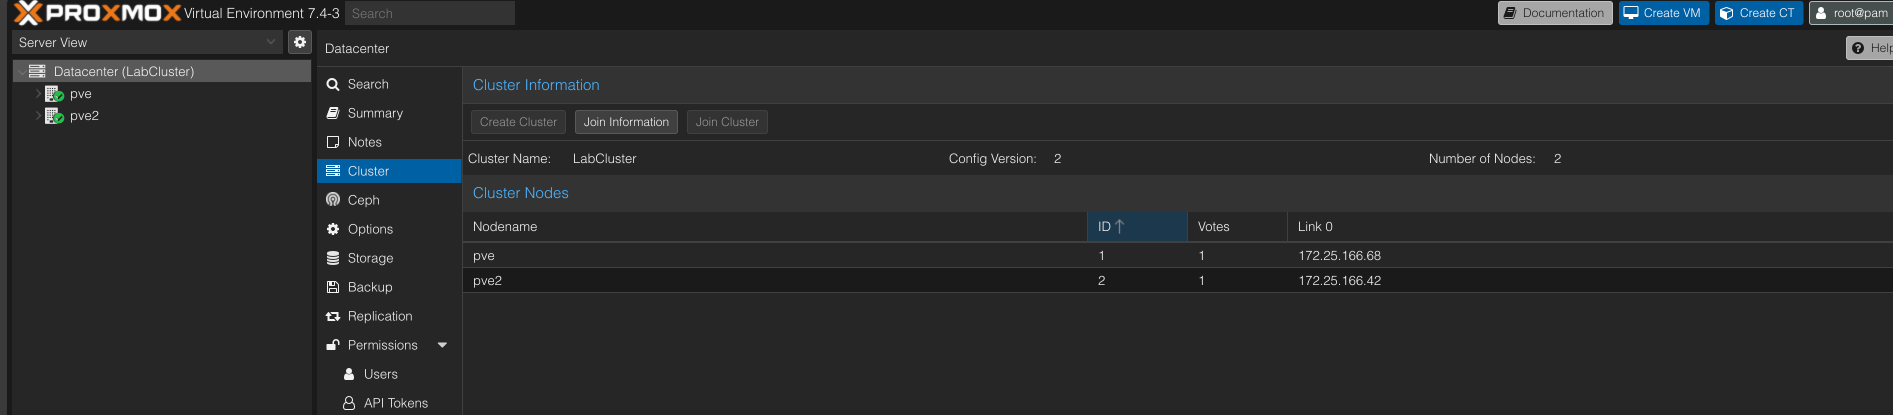 PROXMOX Virtual Environment 7.4-3 Search Documentation Create VM Create CT root@pam
Server View
Datacenter Help
Datacenter (LabCluster)
pve
pve2
Search
Summary
Notes
Cluster
Ceph
Options
Storage
Backup
Replication
Permissions
Users
API Tokens
Cluster Information
Create Cluster Join Information Join Cluster
Cluster Name: LabCluster Config Version: 2 Number of Nodes: 2
Cluster Nodes
Nodename ID Votes Link 0
pve 1 1 172.25.166.68
pve2 2 1 172.25.166.42